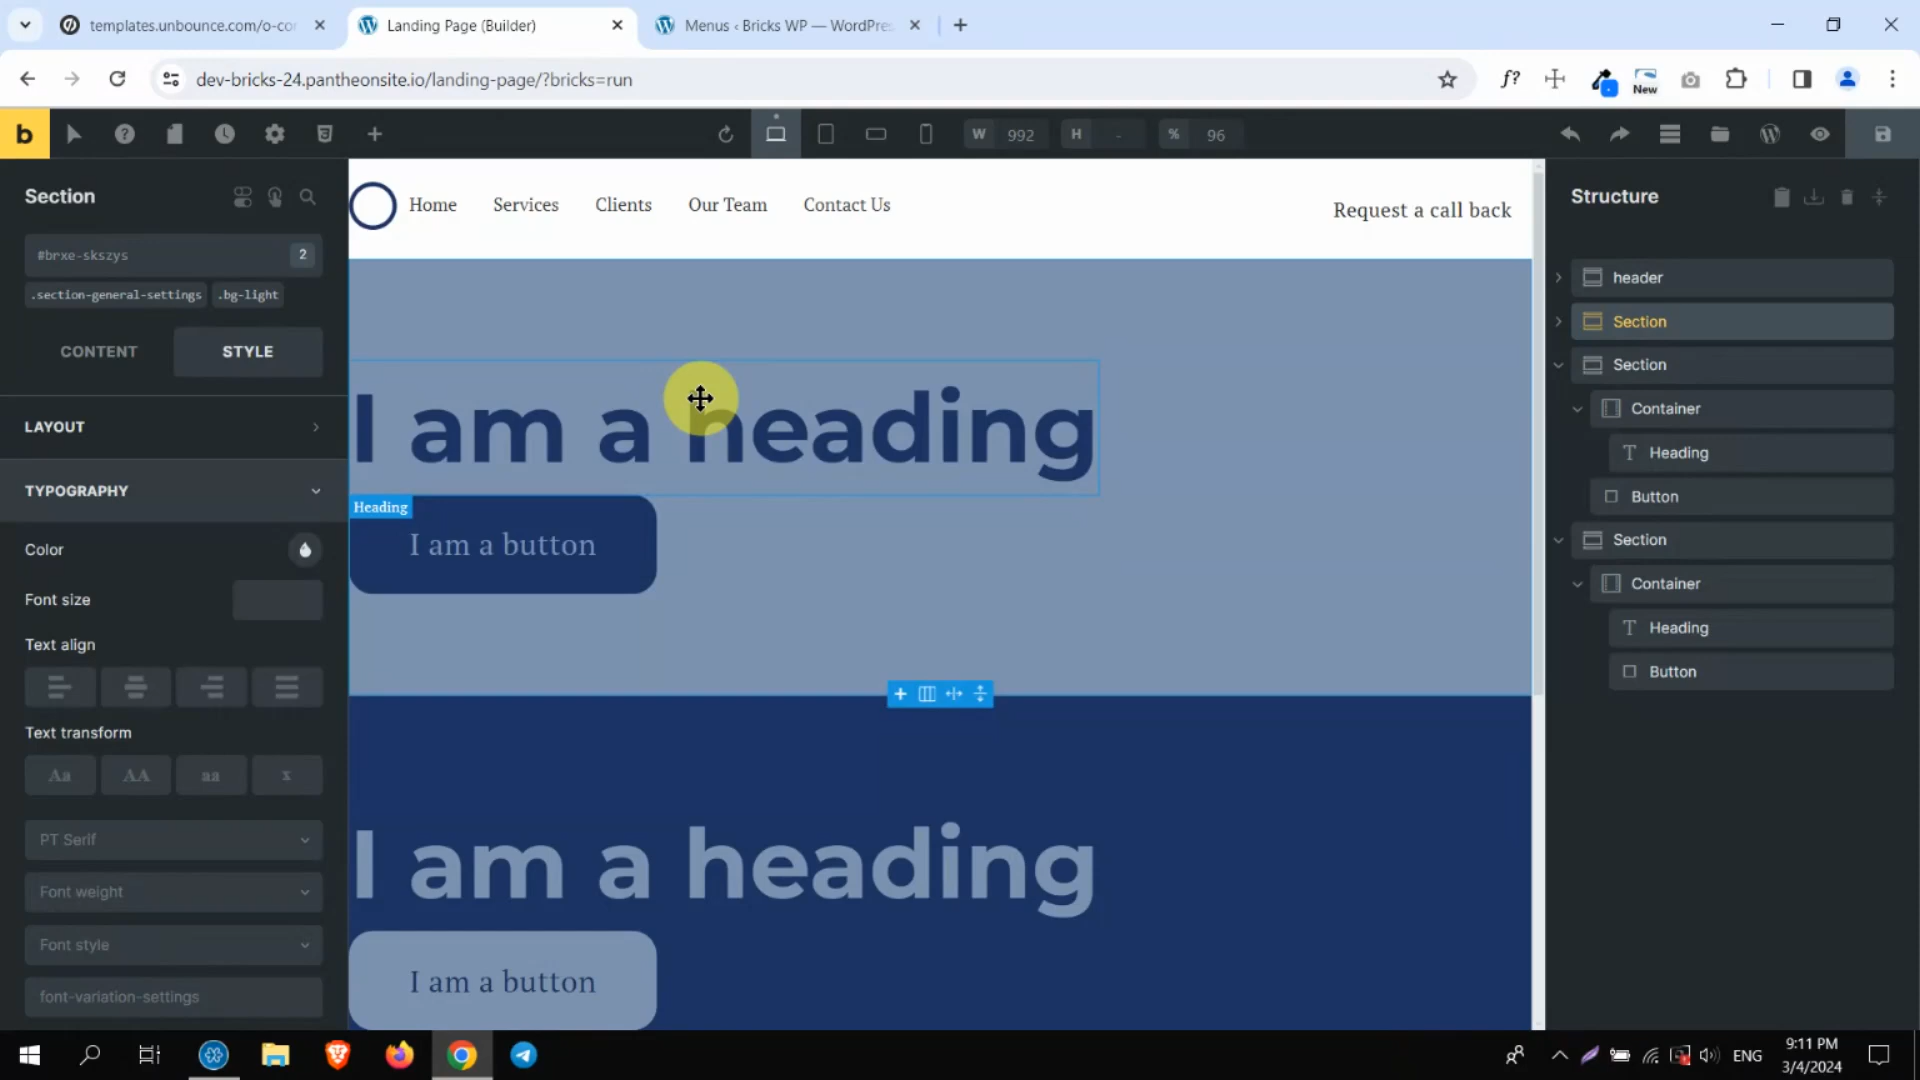 templates.unbounce.com/o-co
Landing Page (Builder)
Menus ‹ Bricks WP — WordPre
dev-bricks-24.pantheonsite.io/landing-page/?bricks=run
f?
New
b
W 992 H - % 96
Section
#brxe-skszys 2
.section-general-settings .bg-light
CONTENT STYLE
LAYOUT
TYPOGRAPHY
Color
Font size
Text align
Text transform
Aa AA aa x
PT Serif
Font weight
Font style
font-variation-settings
Home Services Clients Our Team Contact Us Request a call back
I am a heading
Heading
I am a button
I am a heading
I am a button
Structure
header
Section
Section
Container
Heading
Button
Section
Container
Heading
Button
ENG
9:11 PM
3/4/2024